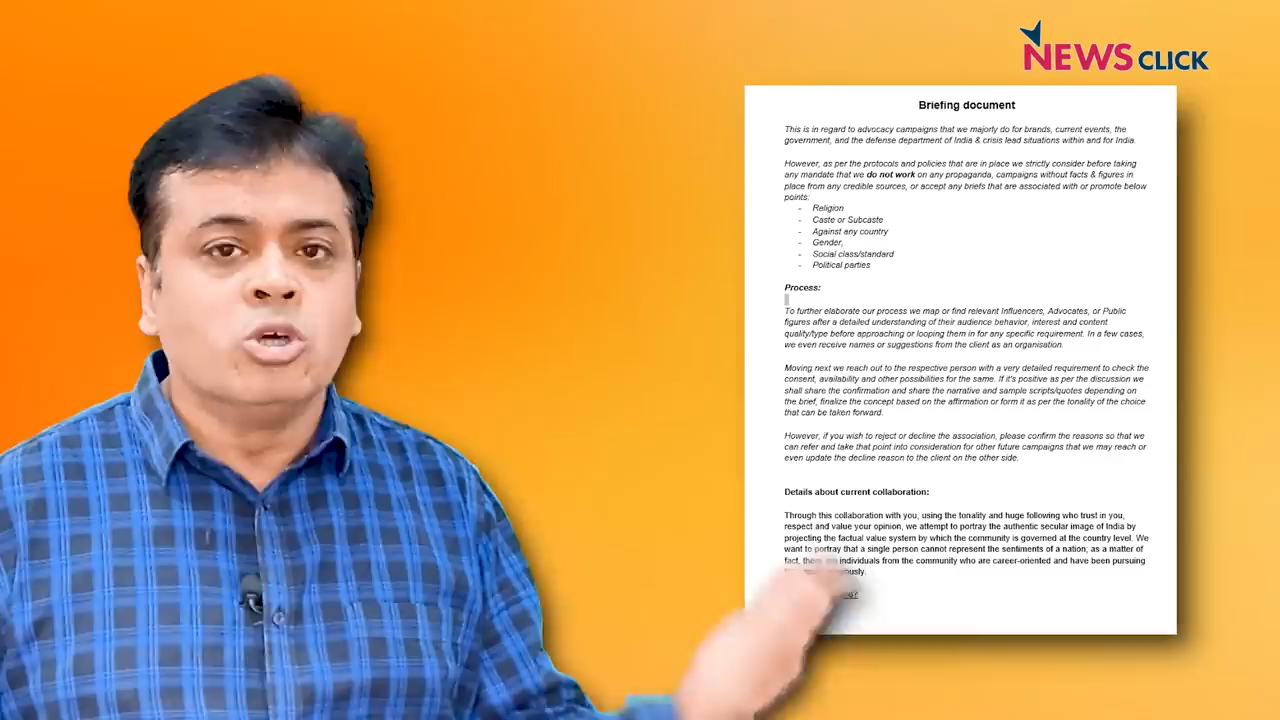 NEWS CLICK
Briefing document
This is in regard to advocacy campaigns that we majorly do for brands, current events, the
government, and the defense department of India & crisis lead situations within and for India.
However, as per the protocols and policies that are in place we strictly consider before taking
any mandate that we do not work on any propaganda, campaigns without facts & figures in
place from any credible sources, or accept any briefs that are associated with or promote below
points:
- Religion
- Caste or Subcaste
- Against any country
- Gender,
- Social class/standard
- Political parties
Process:
To further elaborate our process we map or find relevant Influencers, Advocates, or Public
figures after a detailed understanding of their audience behavior, interest and content
quality/type before approaching or looping them in for any specific requirement. In a few cases,
we even receive names or suggestions from the client as an organisation.
Moving next we reach out to the respective person with a very detailed requirement to check the
consent, availability and other possibilities for the same. If it's positive as per the discussion we
shall share the confirmation and share the narrative and sample scripts/quotes depending on
the brief, finalize the concept based on the affirmation or form it as per the tonality of the choice
that can be taken forward.
However, if you wish to reject or decline the association, please confirm the reasons so that we
can refer and take that point into consideration for other future campaigns that we may reach or
even update the decline reason to the client on the other side.
Details about current collaboration:
Through this collaboration with you, using the tonality and huge following who trust in you,
respect and value your opinion, we attempt to portray the authentic secular image of India by
projecting the factual value system by which the community is governed at the country level. We
want to portray that a single person cannot represent the sentiments of a nation; as a matter of
fact, individuals from the community who are career-oriented and have been pursuing